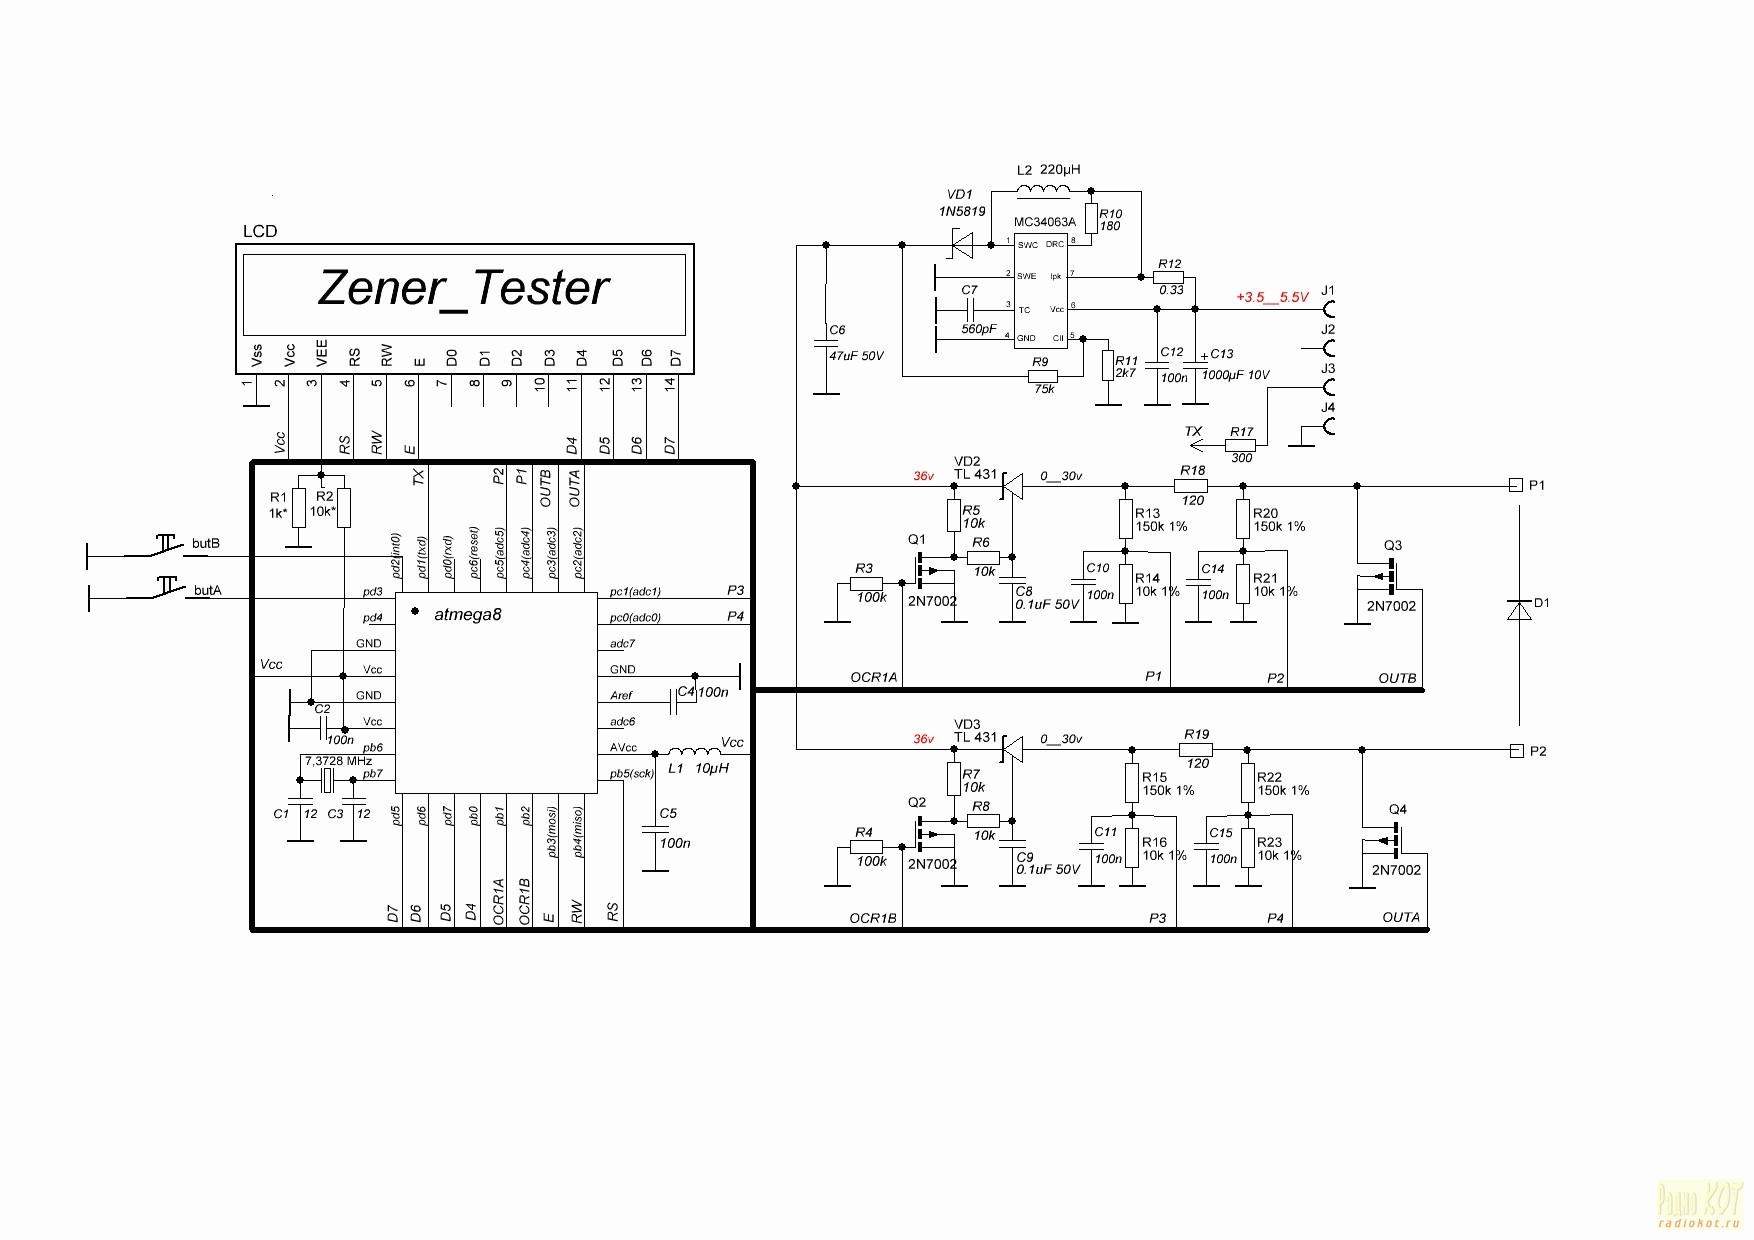 L2 220µH
VD1
1N5819
R10
180
MC34063A
1 SWC DRC 8
2 SWE Ipk 7
3 TC Vcc 6
4 GND CII 5
R12
0.33
C7
560pF
+3.5__5.5V
J1
J2
J3
J4
C6
47uF 50V
R9
75k
R11
2k7
C12
100n
+C13
1000µF 10V
TX
R17
300
LCD
Zener_Tester
Vss
Vcc
VEE
RS
RW
E
D0
D1
D2
D3
D4
D5
D6
D7
1
2
3
4
5
6
7
8
9
10
11
12
13
14
Vcc
RS
RW
E
D4
D5
D6
D7
R1
1k*
R2
10k*
TX
P2
P1
OUTB
OUTA
butB
butA
pd2(int0)
pd1(txd)
pd0(rxd)
pc6(reset)
pc5(adc5)
pc4(adc4)
pc3(adc3)
pc2(adc2)
atmega8
pd3
pd4
GND
Vcc
GND
Vcc
pb6
pb7
pc1(adc1)
pc0(adc0)
adc7
GND
Aref
adc6
AVcc
pb5(sck)
P3
P4
Vcc
C2
100n
7,3728 MHz
C1
12
C3
12
C4
100n
Vcc
L1 10µH
C5
100n
pd5
pd6
pd7
pb0
pb1
pb2
pb3(mosi)
pb4(miso)
D7
D6
D5
D4
OCR1A
OCR1B
E
RW
RS
36v
VD2
TL 431
0__30v
R18
120
P1
R5
10k
R13
150k 1%
R20
150k 1%
Q1
R6
10k
Q3
R3
100k
2N7002
C8
0.1uF 50V
C10
100n
R14
10k 1%
C14
100n
R21
10k 1%
2N7002
D1
OCR1A
P1
P2
OUTB
36v
VD3
TL 431
0__30v
R19
120
P2
R7
10k
R15
150k 1%
R22
150k 1%
Q2
R8
10k
Q4
R4
100k
2N7002
C9
0.1uF 50V
C11
100n
R16
10k 1%
C15
100n
R23
10k 1%
2N7002
OCR1B
P3
P4
OUTA
Радио КОТ
radiokot.ru